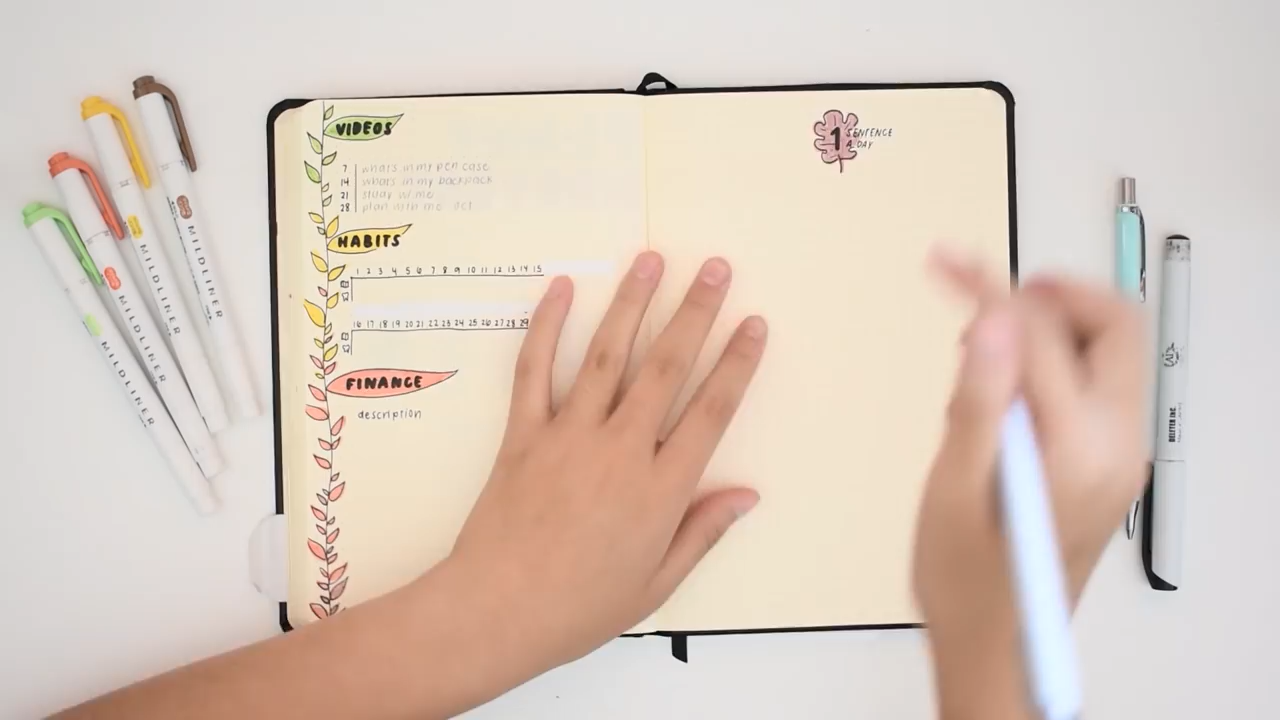 VIDEOS
7 whats in my pen case
14 whats in my backpack
21 study w/ me
28 plan with me oct
HABITS
1 2 3 4 5 6 7 8 9 10 11 12 13 14 15
16 17 18 19 20 21 22 23 24 25 26 27 28 29
FINANCE
description
1 SENTENCE
A DAY
MILDLINER
MILDLINER
MILDLINER
MILDLINER
DELETER INC.